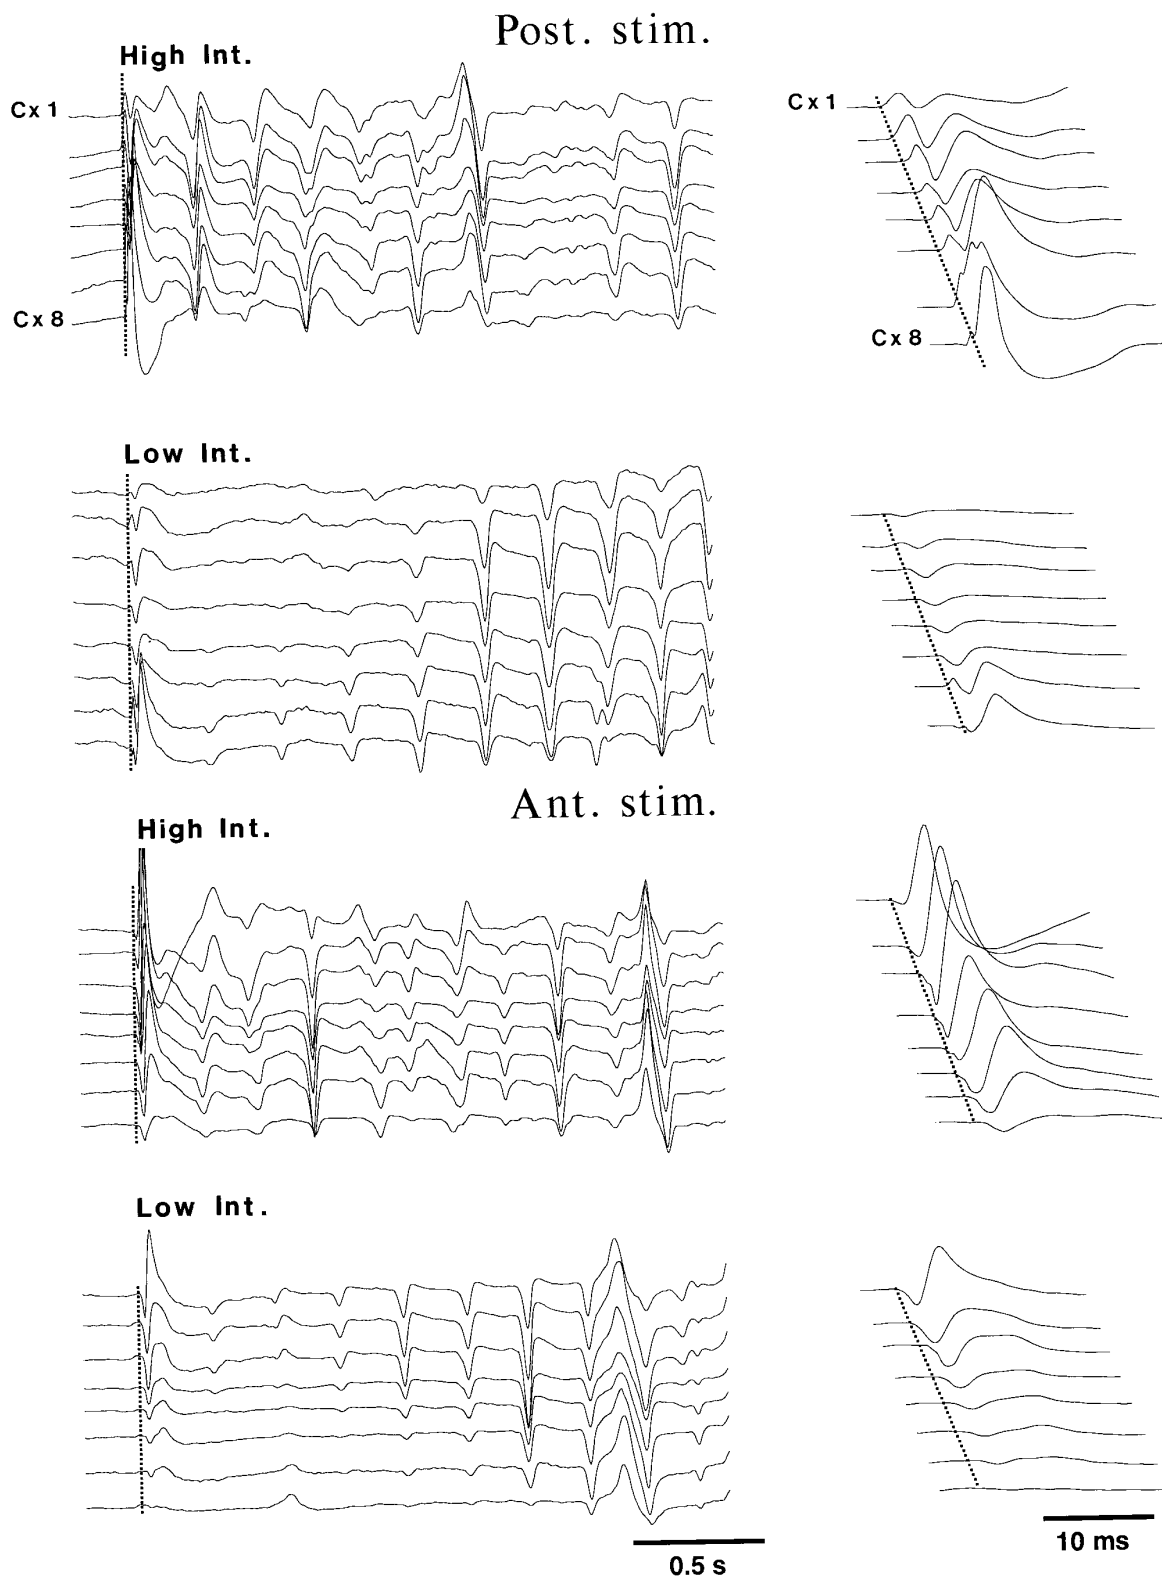 Post. stim.
High Int.
Cx 1
Cx 8
Cx 1
Cx 8
Low Int.
Ant. stim.
High Int.
Low Int.
0.5 s
10 ms